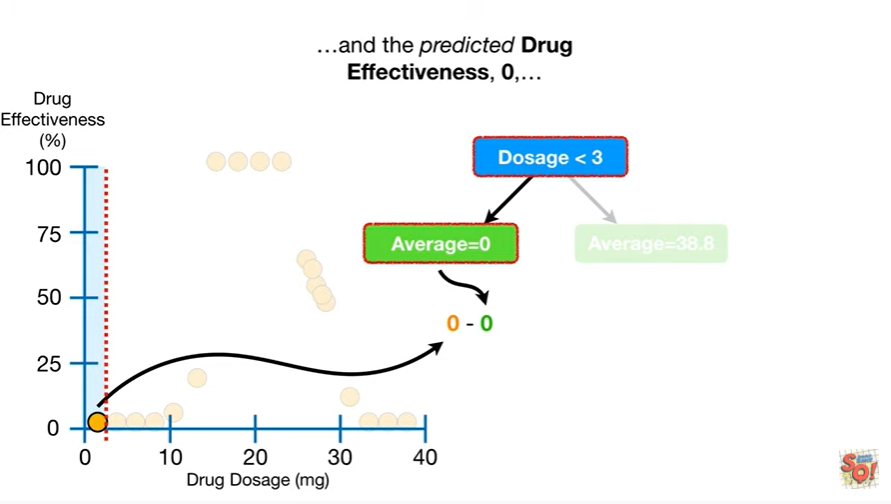 …and the predicted Drug
Effectiveness, 0,…
Drug
Effectiveness
(%)
100
75
50
25
0
0
10
20
30
40
Drug Dosage (mg)
Dosage < 3
Average=0
Average=38.8
0 - 0
SQ!